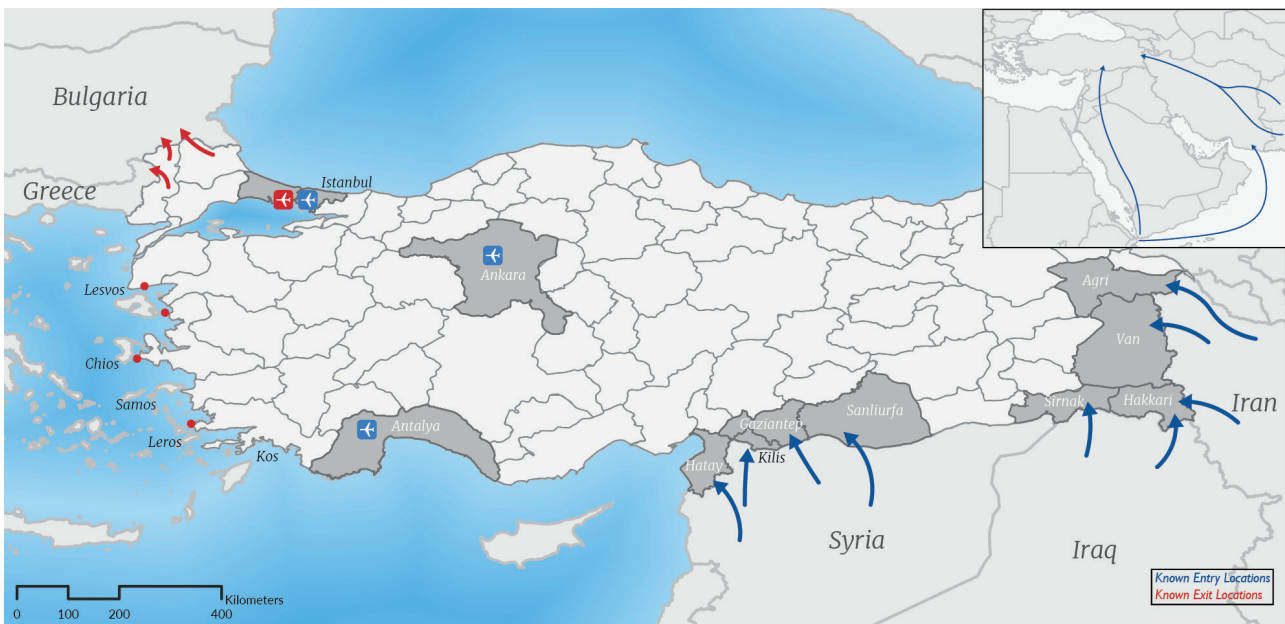 Bulgaria
Istanbul
Greece
Ankara
Agri
Lesvos
Van
Chios
Samos
Sirnak
Hakkari
Iran
Sanliurfa
Antalya
Gaziantep
Leros
Kos
Kilis
Hatay
Syria
Iraq
Kilometers
0 100 200 400
Known Entry Locations
Known Exit Locations